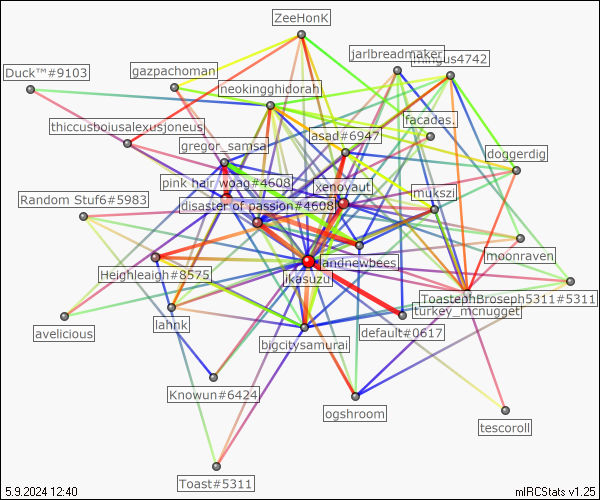 ZeeHonK
jarlbreadmaker
mingus4742
Duck™#9103
gazpachoman
neokingghidorah
facadas.
thiccusboiusalexusjoneus
asad#6947
gregor_samsa
doggerdig
pink hair woag#4608
xenoyaut
mukszi
Random Stuf6#5983
disaster of passion#4608
moonraven
andnewbees
Heighleigh#8575
ikasuzu
ToastephBroseph5311#5311
turkey_mcnugget
lahnk
avelicious
default#0617
bigcitysamurai
Knowun#6424
ogshroom
tescoroll
Toast#5311
5.9.2024 12:40
mIRCStats v1.25